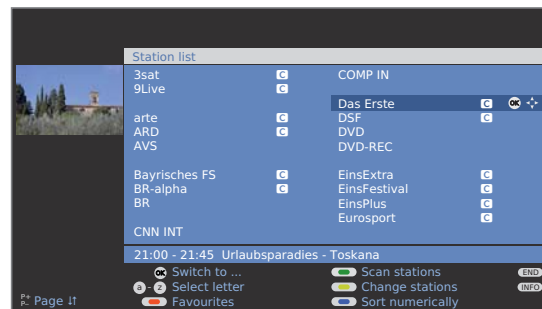 Station list
3sat C COMP IN
9Live C
Das Erste C OK
arte C DSF C
ARD C DVD
AVS DVD-REC
Bayrisches FS C EinsExtra C
BR-alpha C EinsFestival C
BR EinsPlus C
Eurosport C
CNN INT
21:00 - 21:45 Urlaubsparadies - Toskana
OK Switch to ... Scan stations END
a - z Select letter Change stations INFO
P+ P- Page Favourites Sort numerically